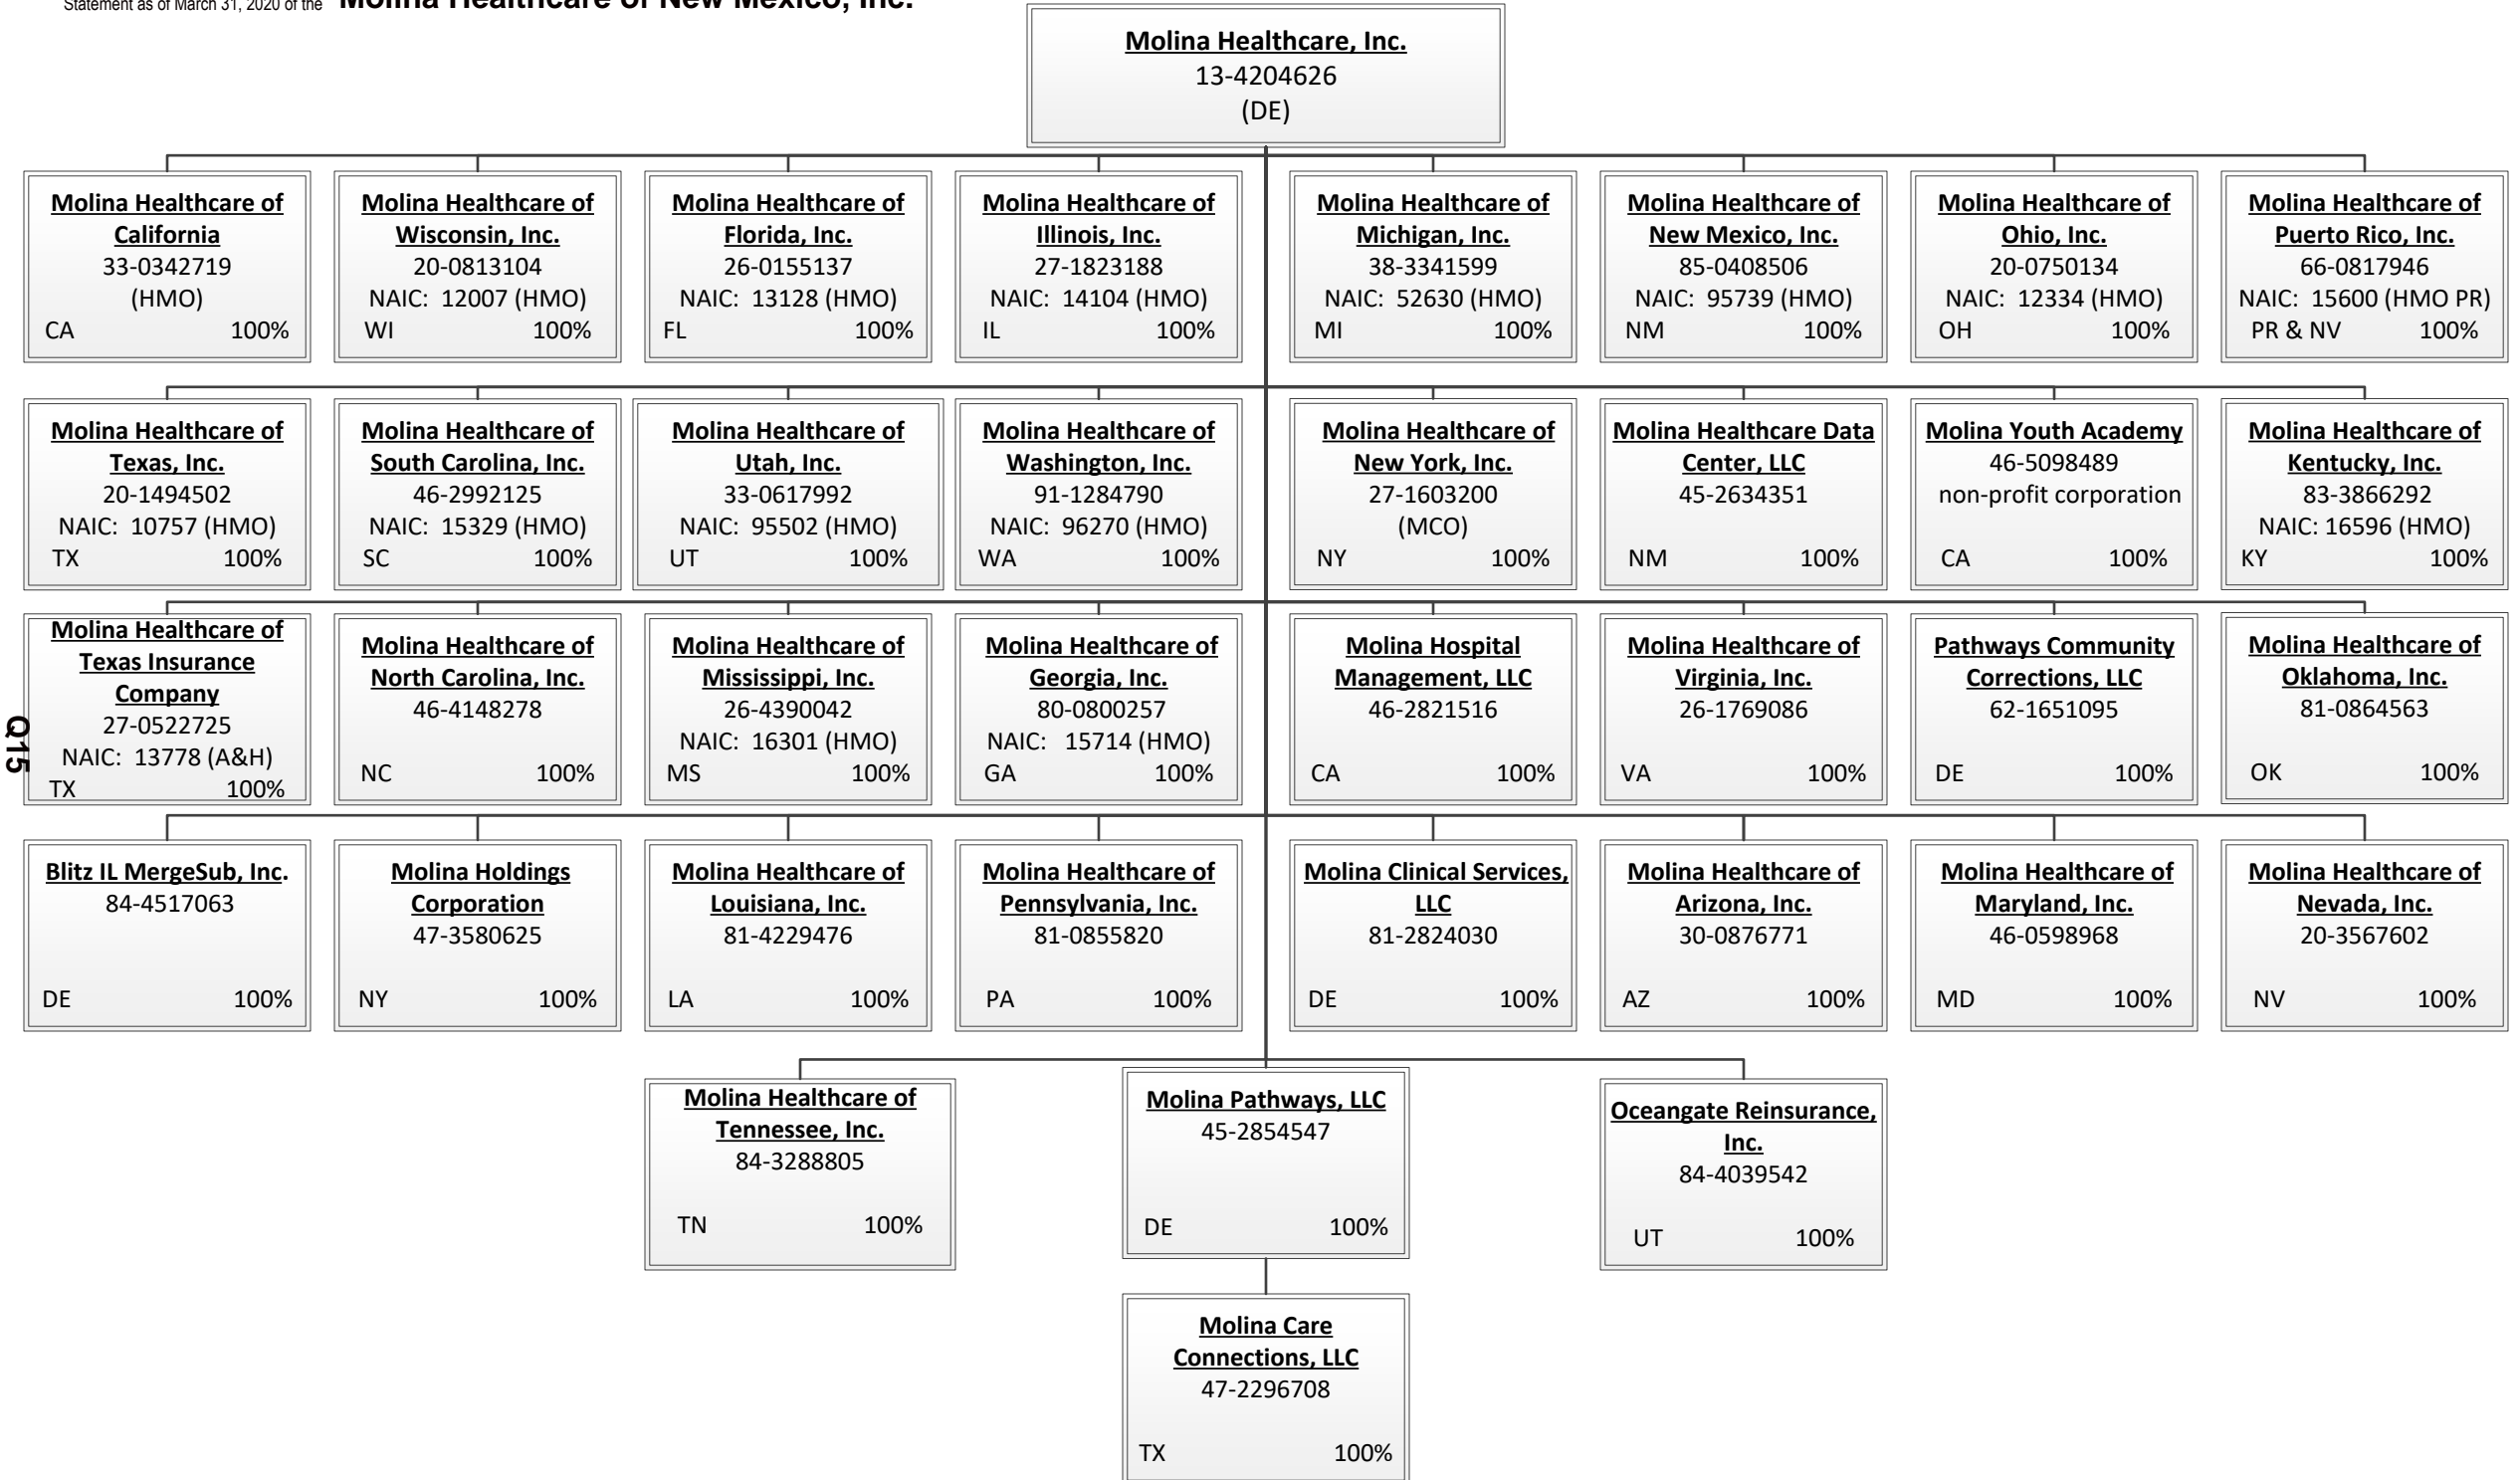 Statement as of March 31, 2020 of the Molina Healthcare of New Mexico, Inc.
Molina Healthcare, Inc.
13-4204626
(DE)
Molina Healthcare of
California
33-0342719
(HMO)
CA 100%
Molina Healthcare of
Wisconsin, Inc.
20-0813104
NAIC: 12007 (HMO)
WI 100%
Molina Healthcare of
Florida, Inc.
26-0155137
NAIC: 13128 (HMO)
FL 100%
Molina Healthcare of
Illinois, Inc.
27-1823188
NAIC: 14104 (HMO)
IL 100%
Molina Healthcare of
Michigan, Inc.
38-3341599
NAIC: 52630 (HMO)
MI 100%
Molina Healthcare of
New Mexico, Inc.
85-0408506
NAIC: 95739 (HMO)
NM 100%
Molina Healthcare of
Ohio, Inc.
20-0750134
NAIC: 12334 (HMO)
OH 100%
Molina Healthcare of
Puerto Rico, Inc.
66-0817946
NAIC: 15600 (HMO PR)
PR & NV 100%
Molina Healthcare of
Texas, Inc.
20-1494502
NAIC: 10757 (HMO)
TX 100%
Molina Healthcare of
South Carolina, Inc.
46-2992125
NAIC: 15329 (HMO)
SC 100%
Molina Healthcare of
Utah, Inc.
33-0617992
NAIC: 95502 (HMO)
UT 100%
Molina Healthcare of
Washington, Inc.
91-1284790
NAIC: 96270 (HMO)
WA 100%
Molina Healthcare of
New York, Inc.
27-1603200
(MCO)
NY 100%
Molina Healthcare Data
Center, LLC
45-2634351
NM 100%
Molina Youth Academy
46-5098489
non-profit corporation
CA 100%
Molina Healthcare of
Kentucky, Inc.
83-3866292
NAIC: 16596 (HMO)
KY 100%
Molina Healthcare of
Texas Insurance
Company
27-0522725
NAIC: 13778 (A&H)
TX 100%
Molina Healthcare of
North Carolina, Inc.
46-4148278
NC 100%
Molina Healthcare of
Mississippi, Inc.
26-4390042
NAIC: 16301 (HMO)
MS 100%
Molina Healthcare of
Georgia, Inc.
80-0800257
NAIC: 15714 (HMO)
GA 100%
Molina Hospital
Management, LLC
46-2821516
CA 100%
Molina Healthcare of
Virginia, Inc.
26-1769086
VA 100%
Pathways Community
Corrections, LLC
62-1651095
DE 100%
Molina Healthcare of
Oklahoma, Inc.
81-0864563
OK 100%
Q15
Blitz IL MergeSub, Inc.
84-4517063
DE 100%
Molina Holdings
Corporation
47-3580625
NY 100%
Molina Healthcare of
Louisiana, Inc.
81-4229476
LA 100%
Molina Healthcare of
Pennsylvania, Inc.
81-0855820
PA 100%
Molina Clinical Services,
LLC
81-2824030
DE 100%
Molina Healthcare of
Arizona, Inc.
30-0876771
AZ 100%
Molina Healthcare of
Maryland, Inc.
46-0598968
MD 100%
Molina Healthcare of
Nevada, Inc.
20-3567602
NV 100%
Molina Healthcare of
Tennessee, Inc.
84-3288805
TN 100%
Molina Pathways, LLC
45-2854547
DE 100%
Oceangate Reinsurance,
Inc.
84-4039542
UT 100%
Molina Care
Connections, LLC
47-2296708
TX 100%